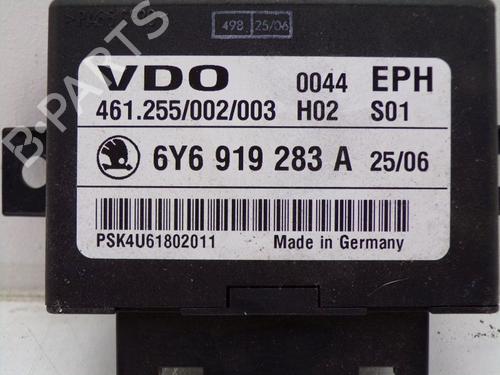 498 25/06
VDO 0044 EPH
461.255/002/003 H02 S01
6Y6 919 283 A 25/06
PSK4U61802011 Made in Germany
B-PARTS